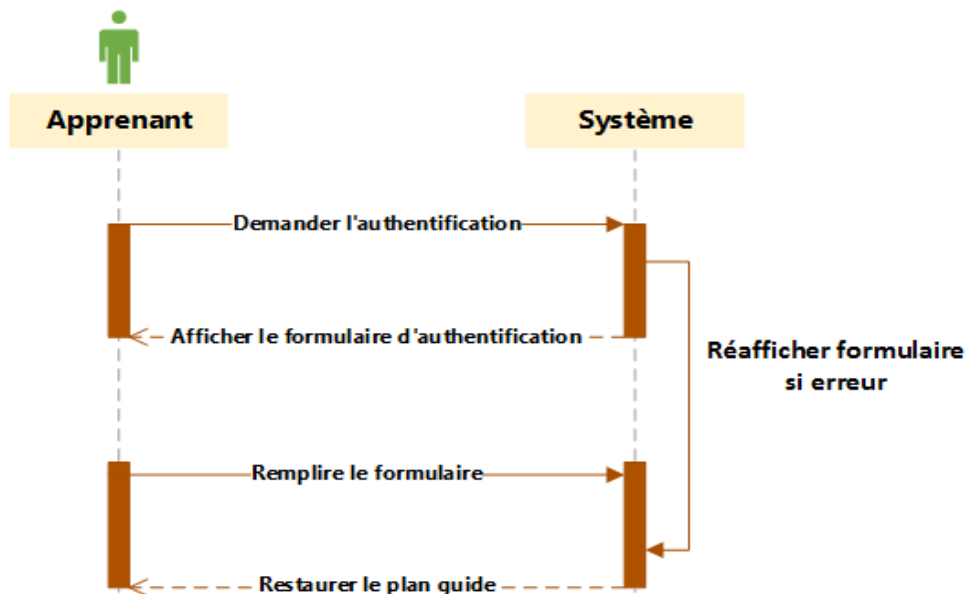 Apprenant
Système
Demander l'authentification
Afficher le formulaire d'authentification
Réafficher formulaire
si erreur
Remplire le formulaire
Restaurer le plan guide